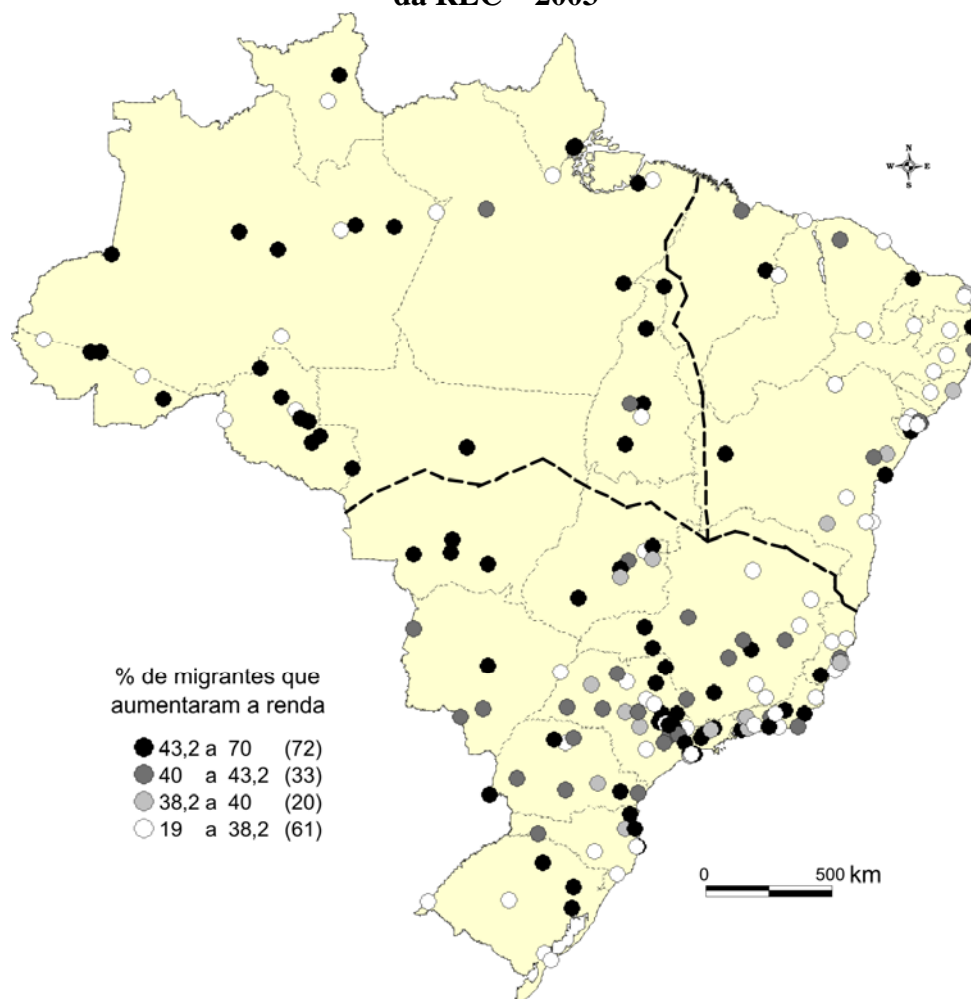 da REC – 2005
N
W E
S
% de migrantes que
aumentaram a renda
43,2 a 70 (72)
40 a 43,2 (33)
38,2 a 40 (20)
19 a 38,2 (61)
0 500 km